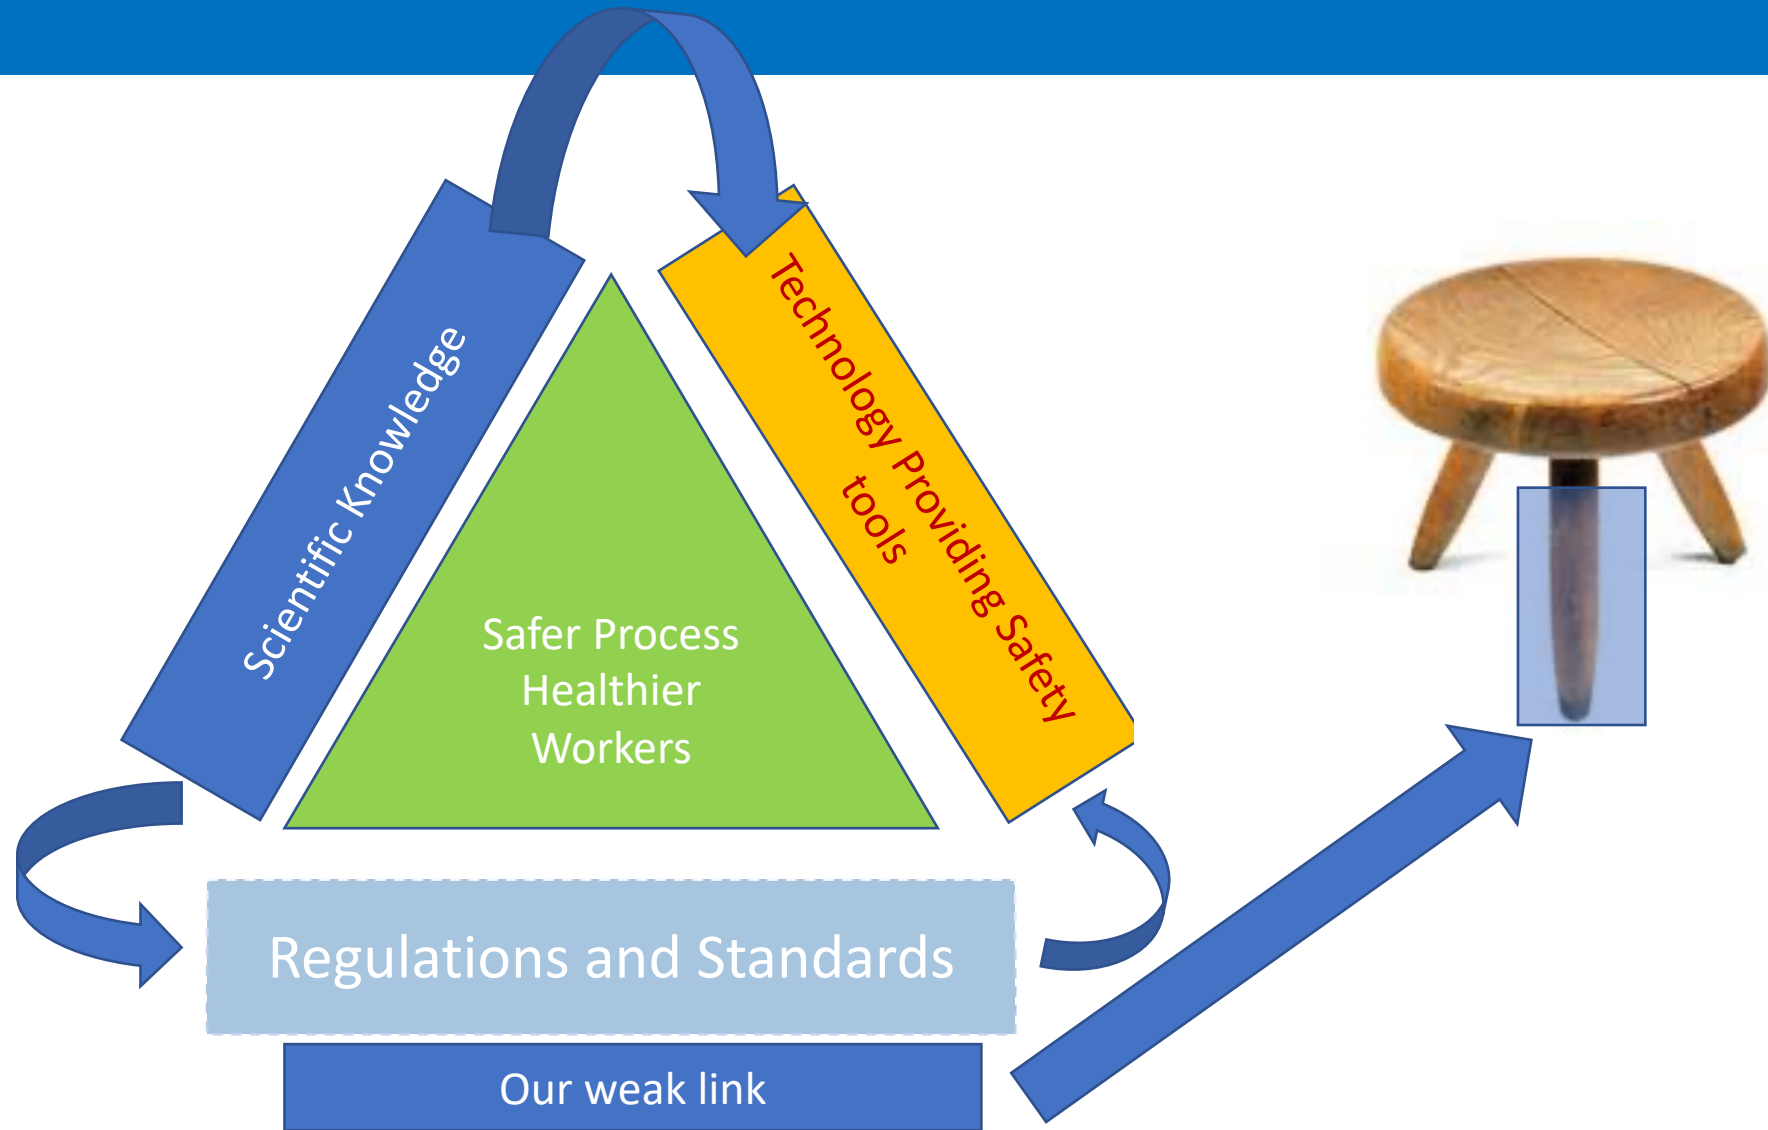 Scientific Knowledge
Technology Providing Safety
tools
Safer Process
Healthier
Workers
Regulations and Standards
Our weak link